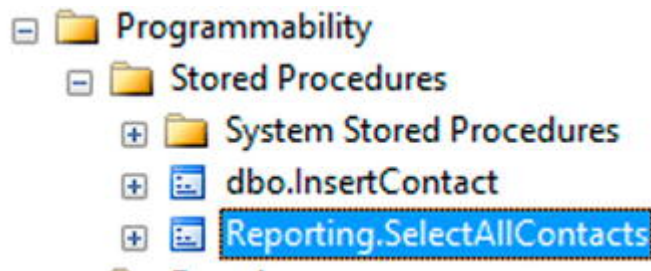 Programmability
Stored Procedures
System Stored Procedures
dbo.InsertContact
Reporting.SelectAllContacts